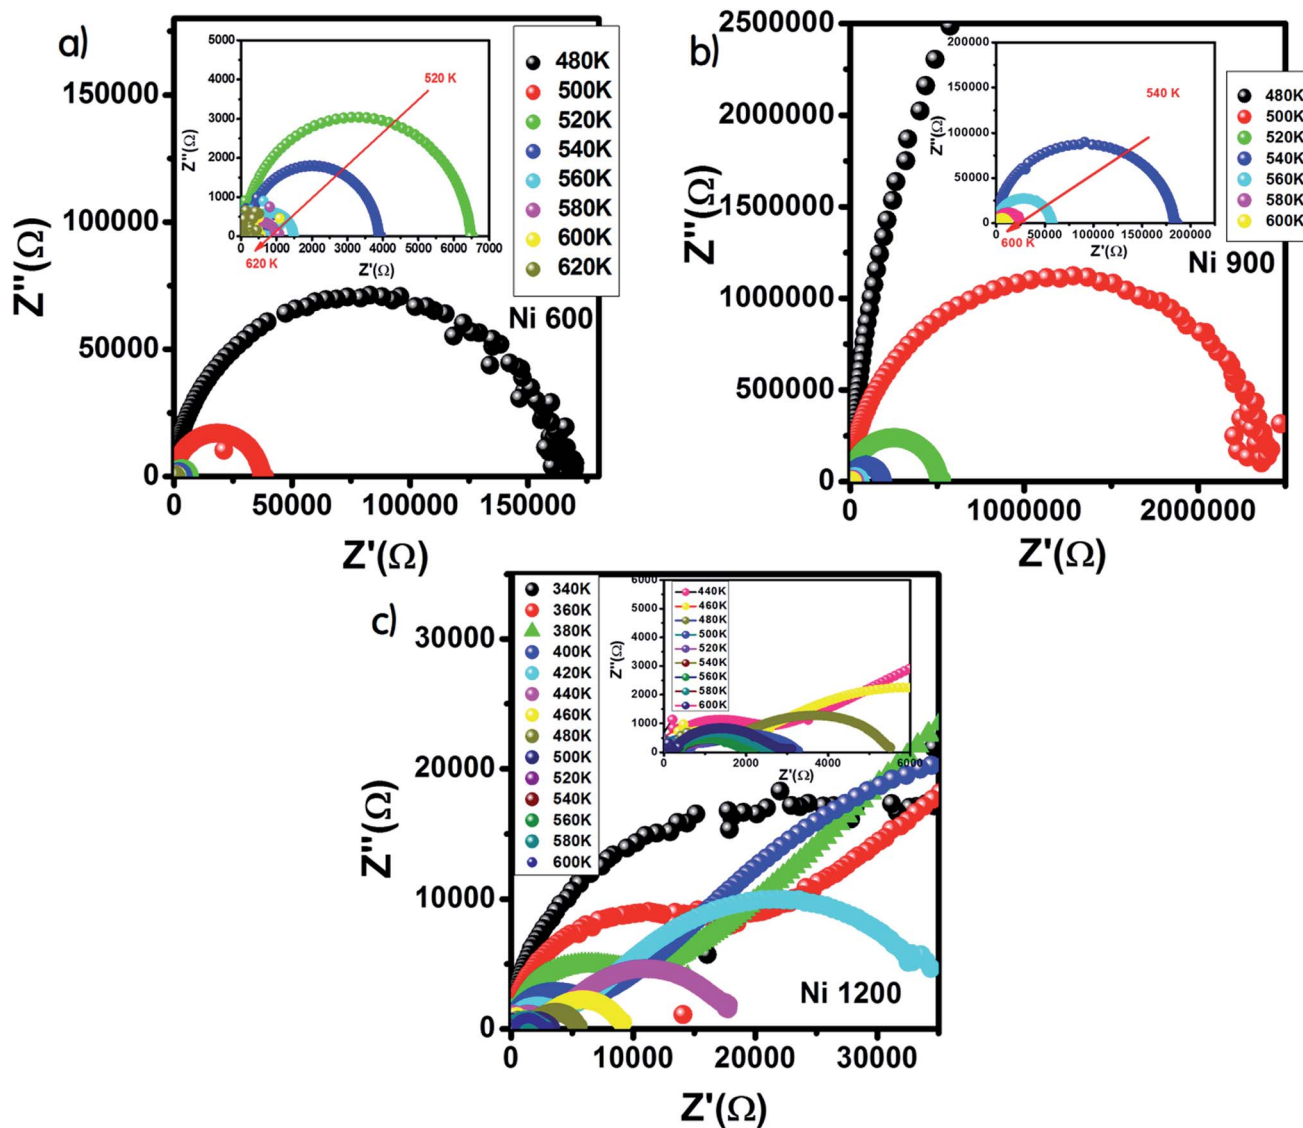 a)
Z''(Ω)
150000
100000
50000
0
0
50000
100000
150000
Z'(Ω)
Z''(Ω)
5000
4000
3000
2000
1000
0
0
1000
2000
3000
4000
5000
6000
7000
Z'(Ω)
520 K
620 K
480K
500K
520K
540K
560K
580K
600K
620K
Ni 600
b)
Z''(Ω)
2500000
2000000
1500000
1000000
500000
0
0
1000000
2000000
Z'(Ω)
Z''(Ω)
200000
150000
100000
50000
0
0
50000
100000
150000
200000
Z'(Ω)
540 K
600 K
480K
500K
520K
540K
560K
580K
600K
Ni 900
c)
Z''(Ω)
30000
20000
10000
0
0
10000
20000
30000
Z'(Ω)
340K
360K
380K
400K
420K
440K
460K
480K
500K
520K
540K
560K
580K
600K
Z''(Ω)
6000
5000
4000
3000
2000
1000
0
0
2000
4000
6000
Z'(Ω)
440K
460K
480K
500K
520K
540K
560K
580K
600K
Ni 1200